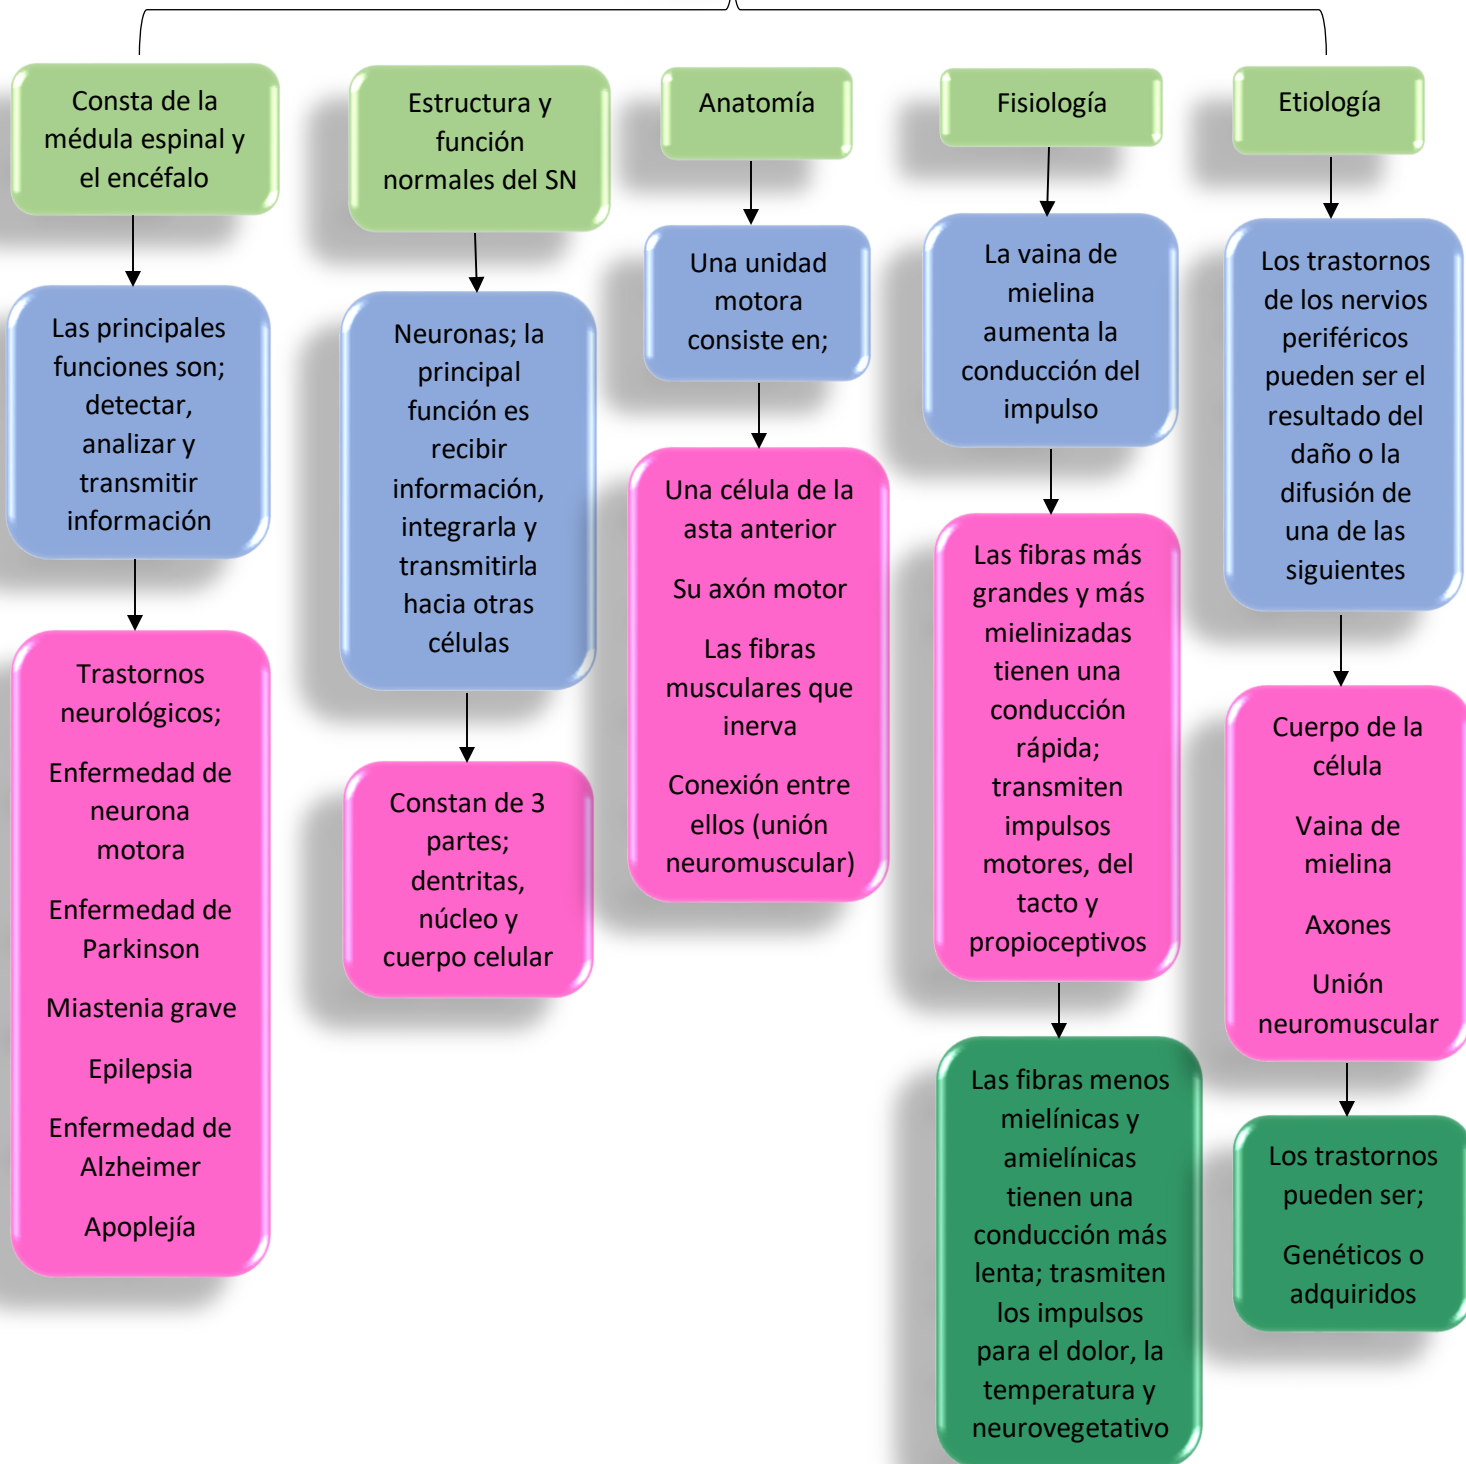 Consta de la
médula espinal y
el encéfalo
Las principales
funciones son;
detectar,
analizar y
transmitir
información
Trastornos
neurológicos;
Enfermedad de
neurona
motora
Enfermedad de
Parkinson
Miastenia grave
Epilepsia
Enfermedad de
Alzheimer
Apoplejía
Estructura y
función
normales del SN
Neuronas; la
principal
función es
recibir
información,
integrarla y
transmitirla
hacia otras
células
Constan de 3
partes;
dentritas,
núcleo y
cuerpo celular
Anatomía
Una unidad
motora
consiste en;
Una célula de la
asta anterior
Su axón motor
Las fibras
musculares que
inerva
Conexión entre
ellos (unión
neuromuscular)
Fisiología
La vaina de
mielina
aumenta la
conducción del
impulso
Las fibras más
grandes y más
mielinizadas
tienen una
conducción
rápida;
transmiten
impulsos
motores, del
tacto y
propioceptivos
Las fibras menos
mielínicas y
amielínicas
tienen una
conducción más
lenta; trasmiten
los impulsos
para el dolor, la
temperatura y
neurovegetativo
Etiología
Los trastornos
de los nervios
periféricos
pueden ser el
resultado del
daño o la
difusión de
una de las
siguientes
Cuerpo de la
célula
Vaina de
mielina
Axones
Unión
neuromuscular
Los trastornos
pueden ser;
Genéticos o
adquiridos